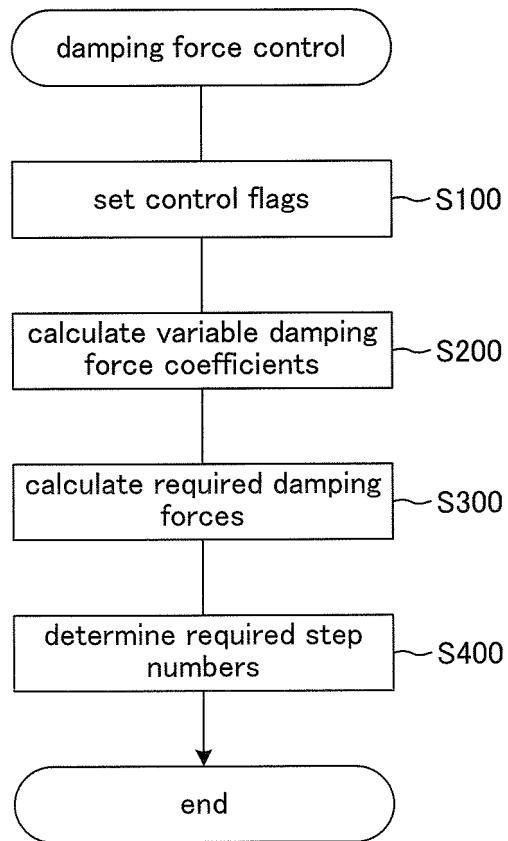 damping force control
set control flags
S100
calculate variable damping
force coefficients
S200
calculate required damping
forces
S300
determine required step
numbers
S400
end